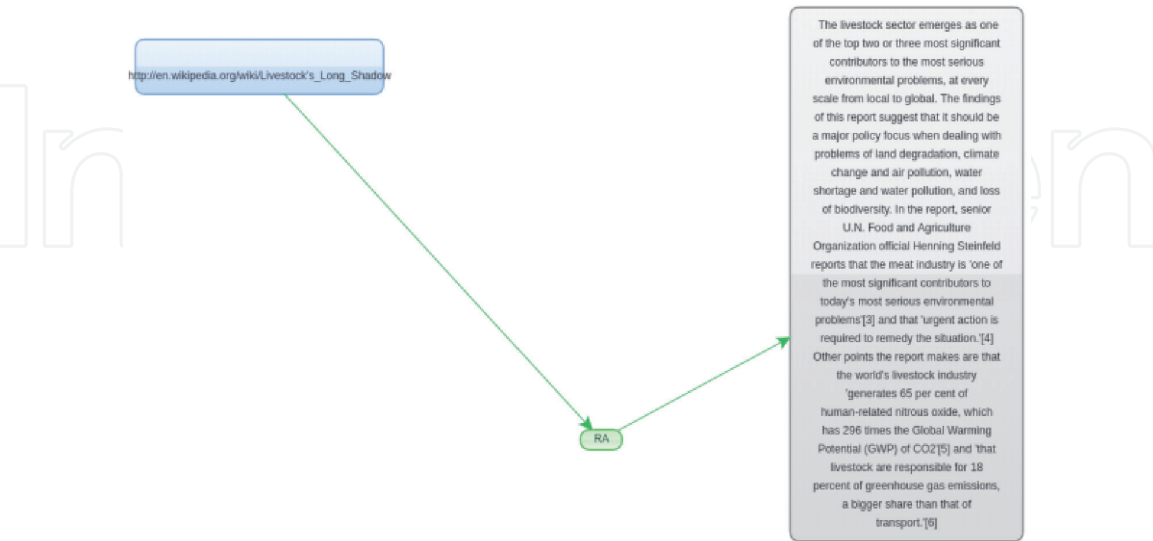 http://en.wikipedia.org/wiki/Livestock's_Long_Shadow
RA
The livestock sector emerges as one
of the top two or three most significant
contributors to the most serious
environmental problems, at every
scale from local to global. The findings
of this report suggest that it should be
a major policy focus when dealing with
problems of land degradation, climate
change and air pollution, water
shortage and water pollution, and loss
of biodiversity. In the report, senior
U.N. Food and Agriculture
Organization official Henning Steinfeld
reports that the meat industry is 'one of
the most significant contributors to
today's most serious environmental
problems'[3] and that 'urgent action is
required to remedy the situation.'[4]
Other points the report makes are that
the world's livestock industry
'generates 65 per cent of
human-related nitrous oxide, which
has 296 times the Global Warming
Potential (GWP) of CO2'[5] and 'that
livestock are responsible for 18
percent of greenhouse gas emissions,
a bigger share than that of
transport.'[6]